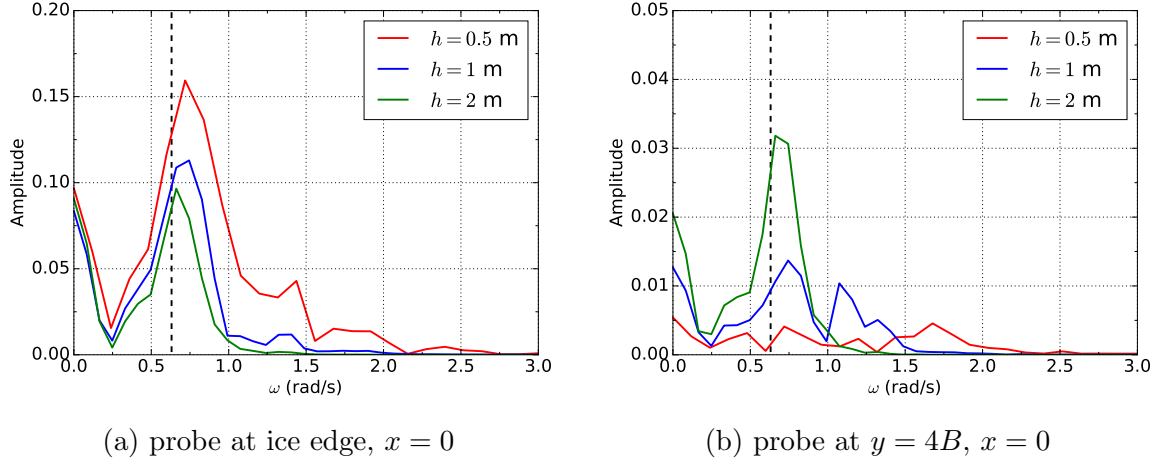 0.20
0.15
0.10
0.05
0.00
Amplitude
0.0 0.5 1.0 1.5 2.0 2.5 3.0
ω (rad/s)
h = 0.5 m
h = 1 m
h = 2 m
(a) probe at ice edge, x = 0
0.05
0.04
0.03
0.02
0.01
0.00
Amplitude
0.0 0.5 1.0 1.5 2.0 2.5 3.0
ω (rad/s)
h = 0.5 m
h = 1 m
h = 2 m
(b) probe at y = 4B, x = 0